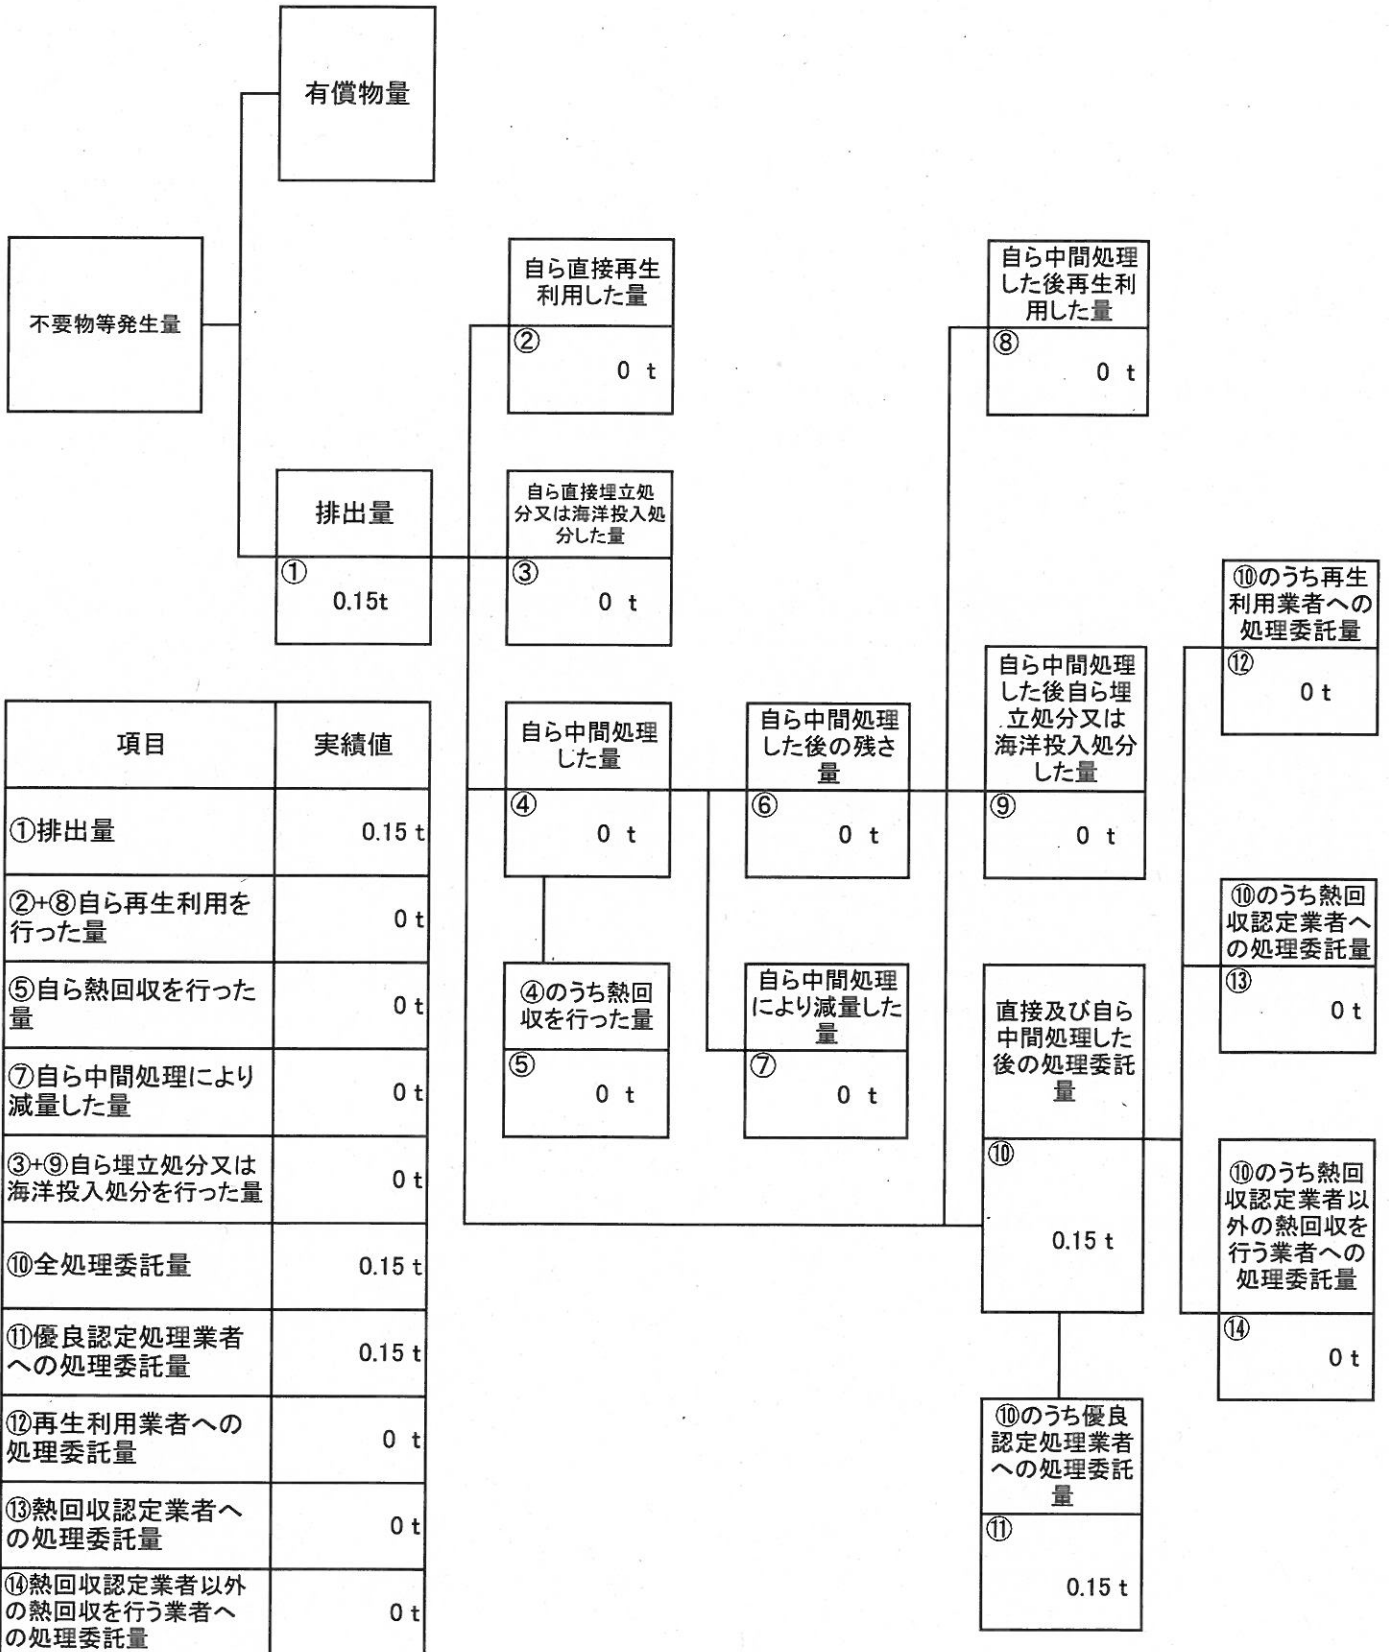 有償物量
不要物等発生量
自ら直接再生
利用した量
②
0 t
自ら中間処理
した後再生利
用した量
⑧
0 t
排出量
①
0.15t
自ら直接埋立処
分又は海洋投入処
分した量
③
0 t
⑩のうち再生
利用業者への
処理委託量
⑫
0 t
自ら中間処理
した量
④
0 t
自ら中間処理
した後の残さ
量
⑥
0 t
自ら中間処理
した後自ら埋
立処分又は
海洋投入処分
した量
⑨
0 t
⑩のうち熱回
収認定業者へ
の処理委託量
⑬
0 t
④のうち熱回
収を行った量
⑤
0 t
自ら中間処理
により減量した
量
⑦
0 t
直接及び自ら
中間処理した
後の処理委託
量
⑩
0.15 t
⑩のうち熱回
収認定業者以
外の熱回収を
行う業者への
処理委託量
⑭
0 t
⑩のうち優良
認定処理業者
への処理委託
量
⑪
0.15 t
項目 実績値
①排出量 0.15 t
②+⑧自ら再生利用を
行った量 0 t
⑤自ら熱回収を行った
量 0 t
⑦自ら中間処理により
減量した量 0 t
③+⑨自ら埋立処分又は
海洋投入処分を行った量 0 t
⑩全処理委託量 0.15 t
⑪優良認定処理業者
への処理委託量 0.15 t
⑫再生利用業者への
処理委託量 0 t
⑬熱回収認定業者へ
の処理委託量 0 t
⑭熱回収認定業者以外
の熱回収を行う業者へ
の処理委託量 0 t